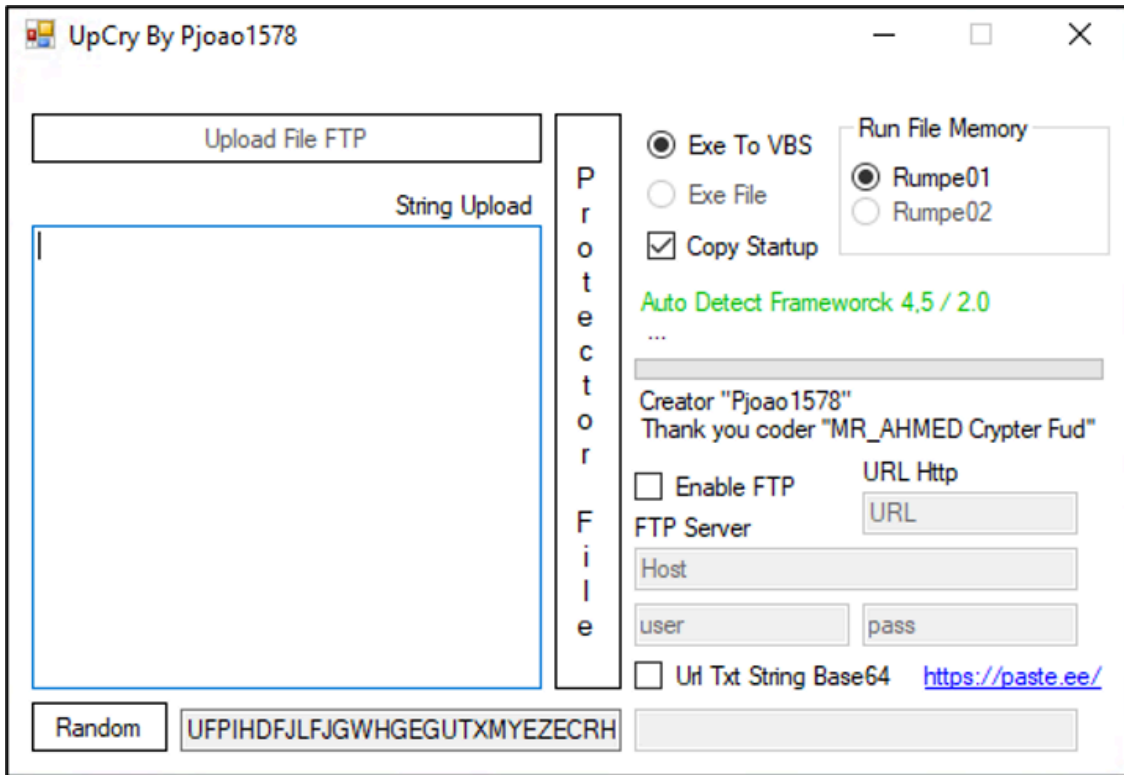 UpCry By Pjoao1578
Upload File FTP
String Upload
Protector File
Exe To VBS
Exe File
Copy Startup
Run File Memory
Rumpe01
Rumpe02
Auto Detect Frameworck 4,5 / 2.0
...
Creator "Pjoao1578"
Thank you coder "MR_AHMED Crypter Fud"
Enable FTP
URL Http
URL
FTP Server
Host
user
pass
Url Txt String Base64
https://paste.ee/
Random
UFPIHDFJLFJGWHGEGUTXMYEZECRH